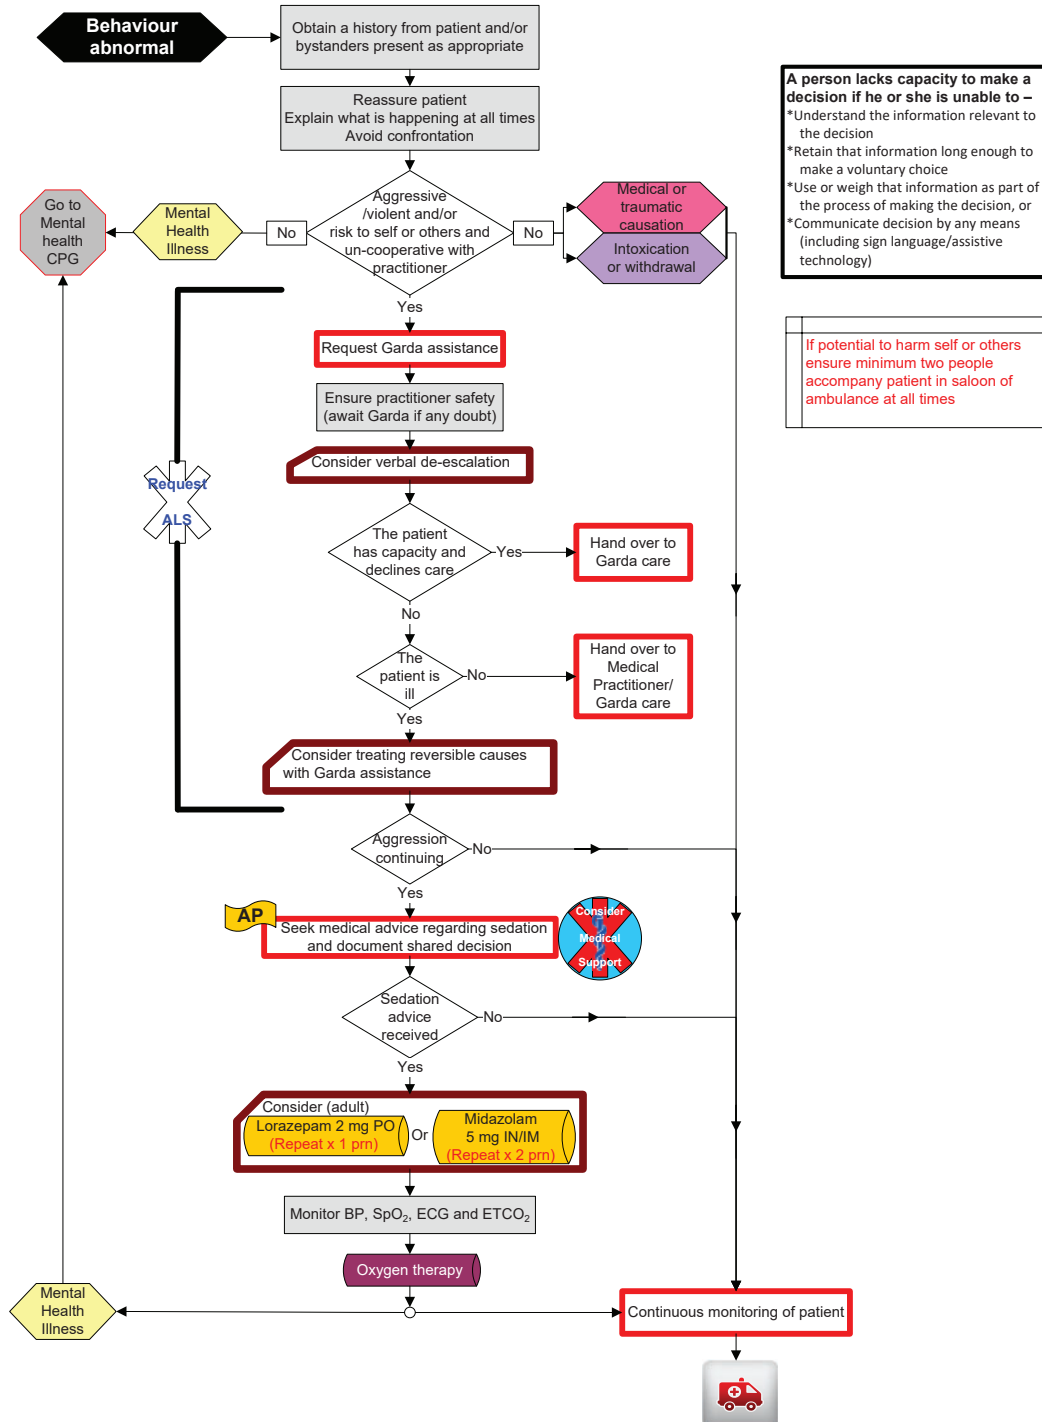 Behaviour
abnormal
Obtain a history from patient and/or
bystanders present as appropriate
Reassure patient
Explain what is happening at all times
Avoid confrontation
A person lacks capacity to make a
decision if he or she is unable to –
*Understand the information relevant to
the decision
*Retain that information long enough to
make a voluntary choice
*Use or weigh that information as part of
the process of making the decision, or
*Communicate decision by any means
(including sign language/assistive
technology)
Go to
Mental
health
CPG
Mental
Health
Illness
No
Aggressive
/violent and/or
risk to self or others and
un-cooperative with
practitioner
No
Medical or
traumatic
causation
Intoxication
or withdrawal
Yes
If potential to harm self or others
ensure minimum two people
accompany patient in saloon of
ambulance at all times
Request Garda assistance
Ensure practitioner safety
(await Garda if any doubt)
Consider verbal de-escalation
Request
ALS
The patient
has capacity and
declines care
Yes
Hand over to
Garda care
No
The
patient is
ill
No
Hand over to
Medical
Practitioner/
Garda care
Yes
Consider treating reversible causes
with Garda assistance
Aggression
continuing
No
Yes
AP
Seek medical advice regarding sedation
and document shared decision
Consider
Medical
Support
Sedation
advice
received
No
Yes
Consider (adult)
Lorazepam 2 mg PO
(Repeat x 1 prn)
Or
Midazolam
5 mg IN/IM
(Repeat x 2 prn)
Monitor BP, SpO₂, ECG and ETCO₂
Oxygen therapy
Mental
Health
Illness
Continuous monitoring of patient